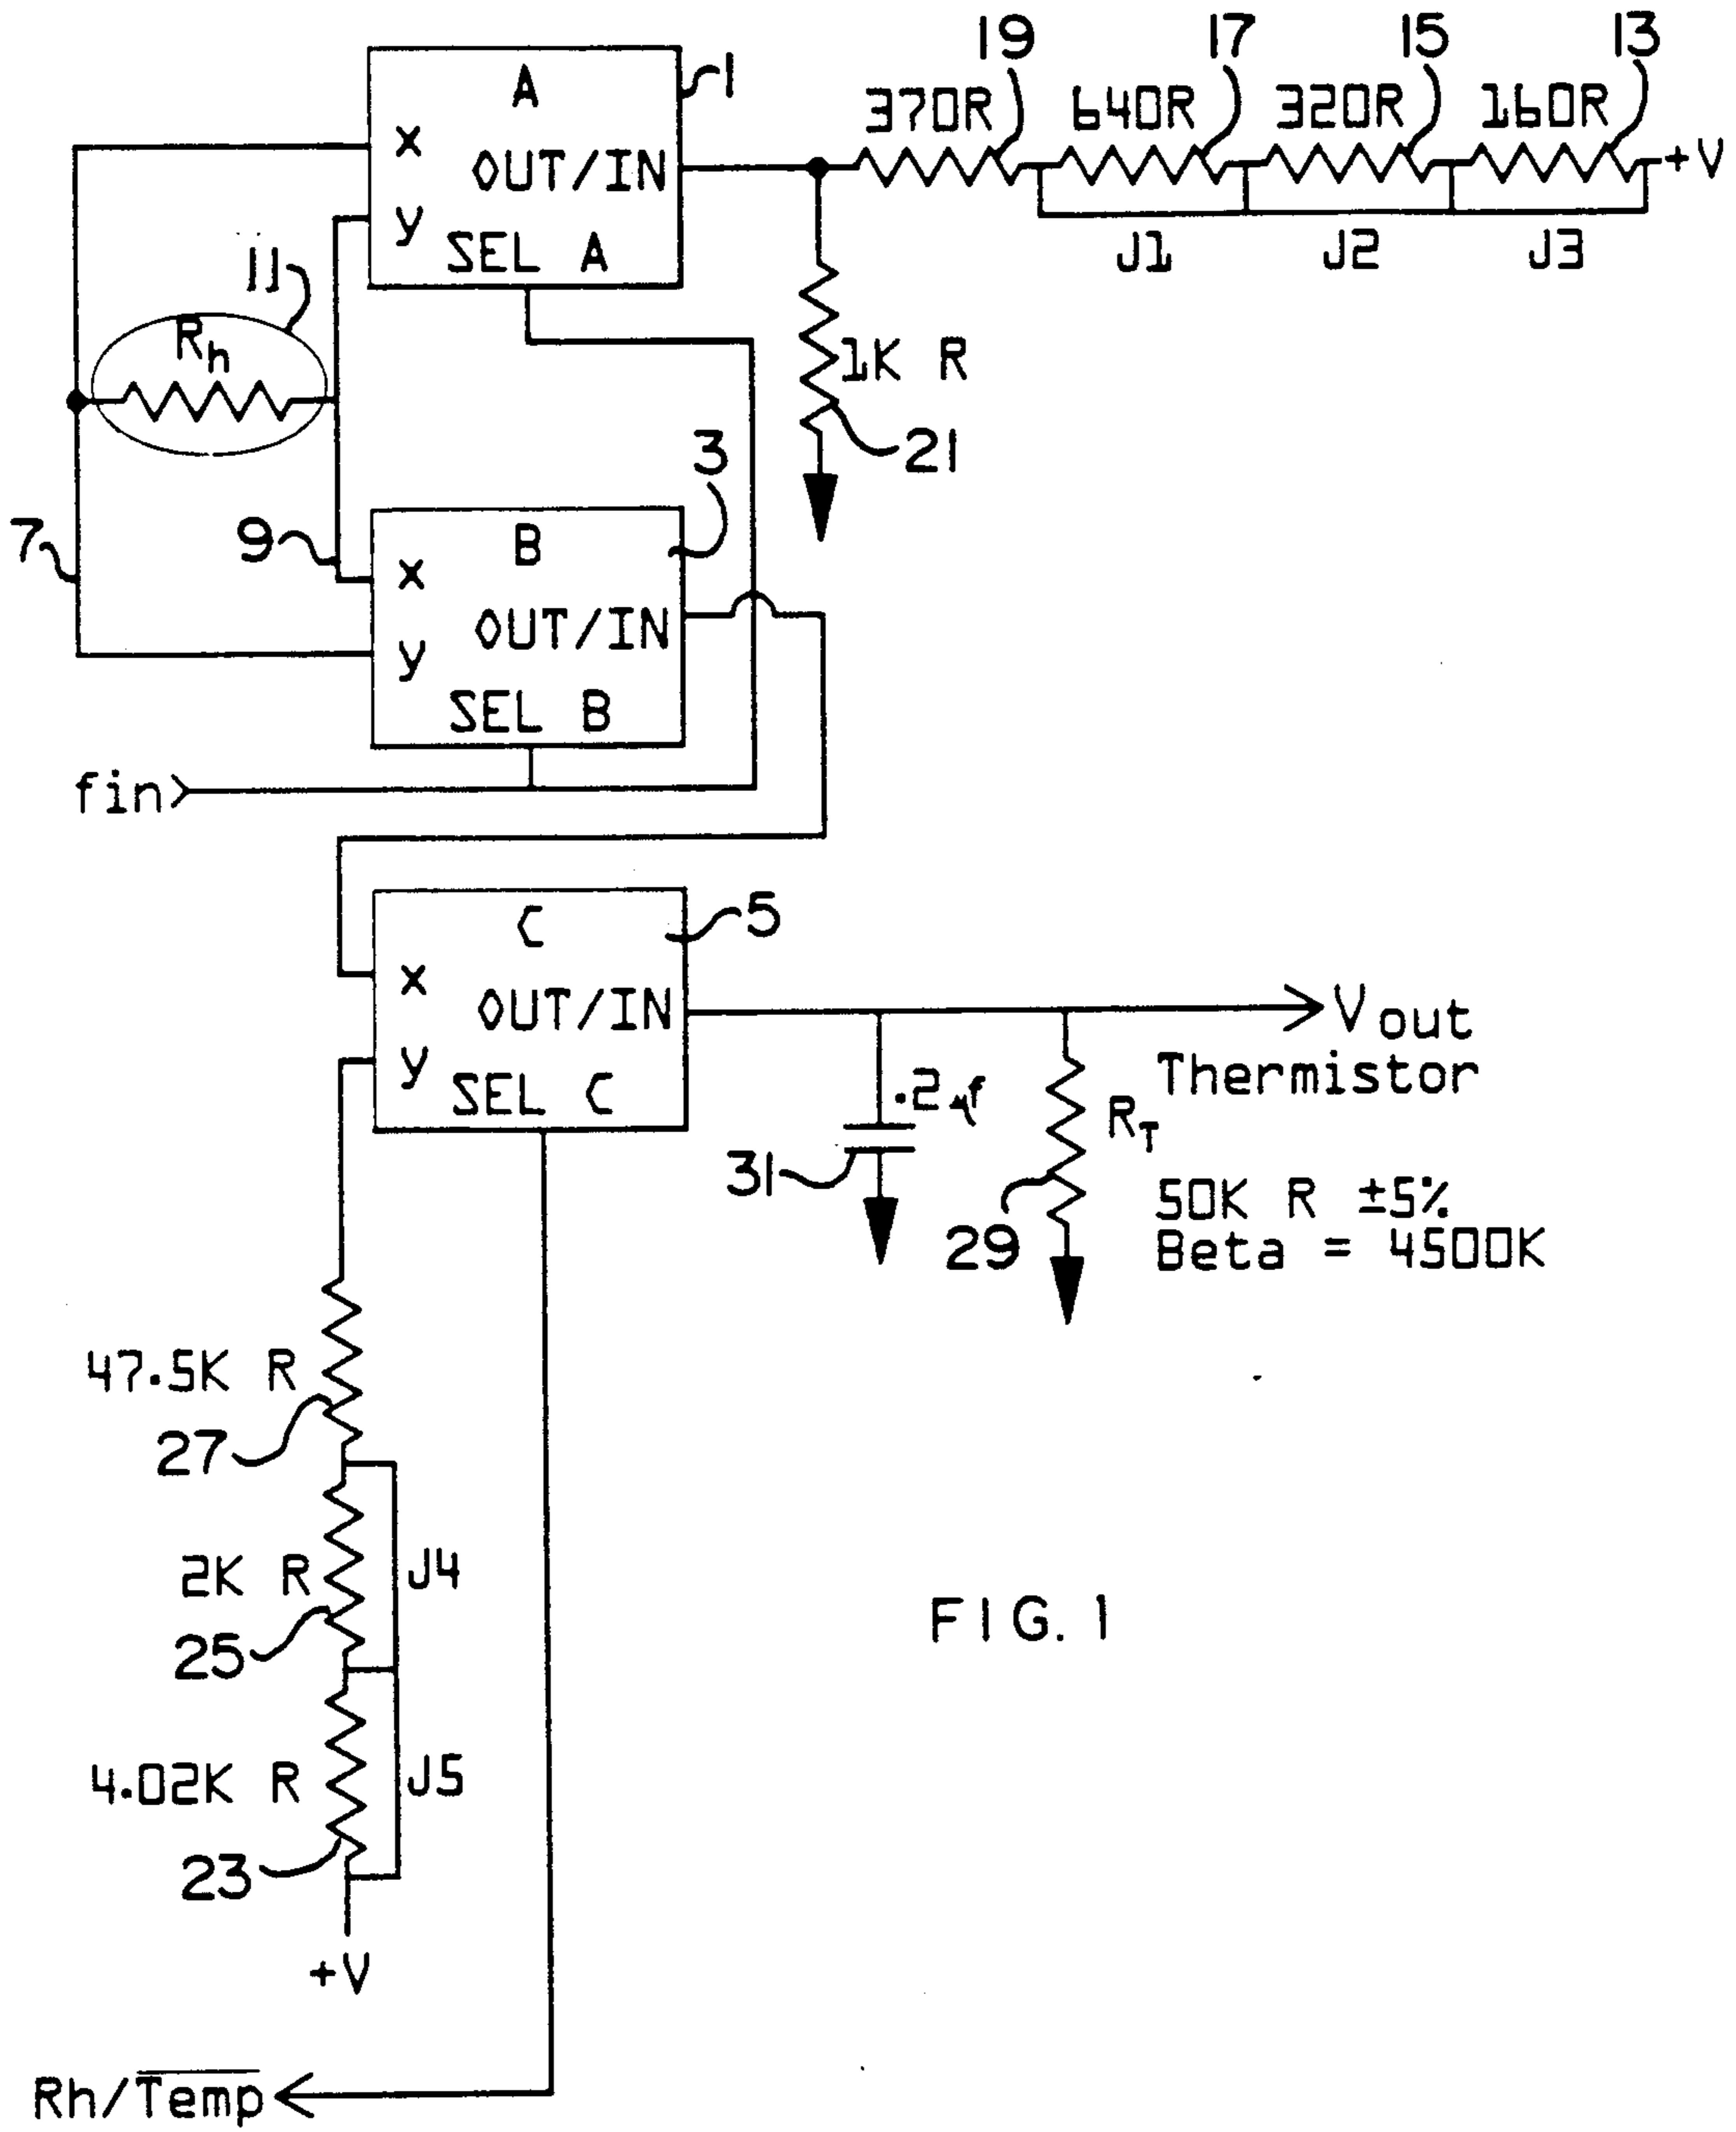 19 17 15 13
A 1
370R 640R 320R 160R
x
OUT/IN
+V
y
SEL A
J1 J2 J3
11
Rh
1K R
21
3
7
9
B
x
OUT/IN
y
SEL B
fin
C
5
x
OUT/IN
Vout
y
Thermistor
SEL C
.2μf
RT
31
50K R ±5%
29
Beta = 4500K
47.5K R
27
2K R
J4
25
FIG. 1
4.02K R
J5
23
+V
Rh/Temp